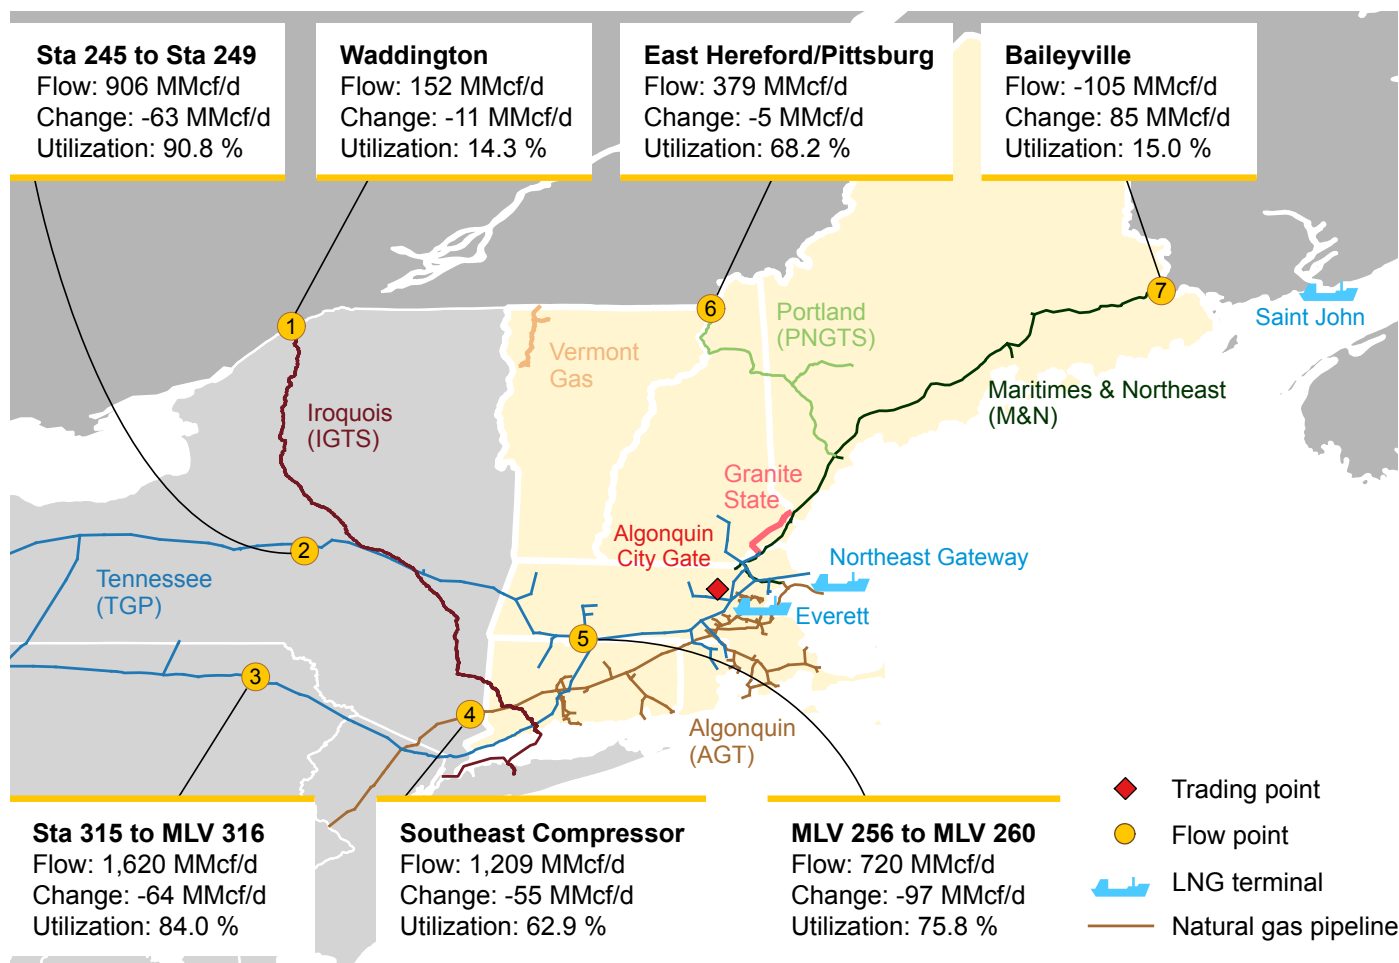 Sta 245 to Sta 249
Flow: 906 MMcf/d
Change: -63 MMcf/d
Utilization: 90.8 %
Waddington
Flow: 152 MMcf/d
Change: -11 MMcf/d
Utilization: 14.3 %
East Hereford/Pittsburg
Flow: 379 MMcf/d
Change: -5 MMcf/d
Utilization: 68.2 %
Baileyville
Flow: -105 MMcf/d
Change: 85 MMcf/d
Utilization: 15.0 %
7
6
1
Saint John
Portland
(PNGTS)
Vermont
Gas
Maritimes & Northeast
(M&N)
Iroquois
(IGTS)
Granite
State
Algonquin
City Gate
2
Northeast Gateway
Tennessee
(TGP)
Everett
5
3
4
Algonquin
(AGT)
Sta 315 to MLV 316
Flow: 1,620 MMcf/d
Change: -64 MMcf/d
Utilization: 84.0 %
Southeast Compressor
Flow: 1,209 MMcf/d
Change: -55 MMcf/d
Utilization: 62.9 %
MLV 256 to MLV 260
Flow: 720 MMcf/d
Change: -97 MMcf/d
Utilization: 75.8 %
Trading point
Flow point
LNG terminal
Natural gas pipeline